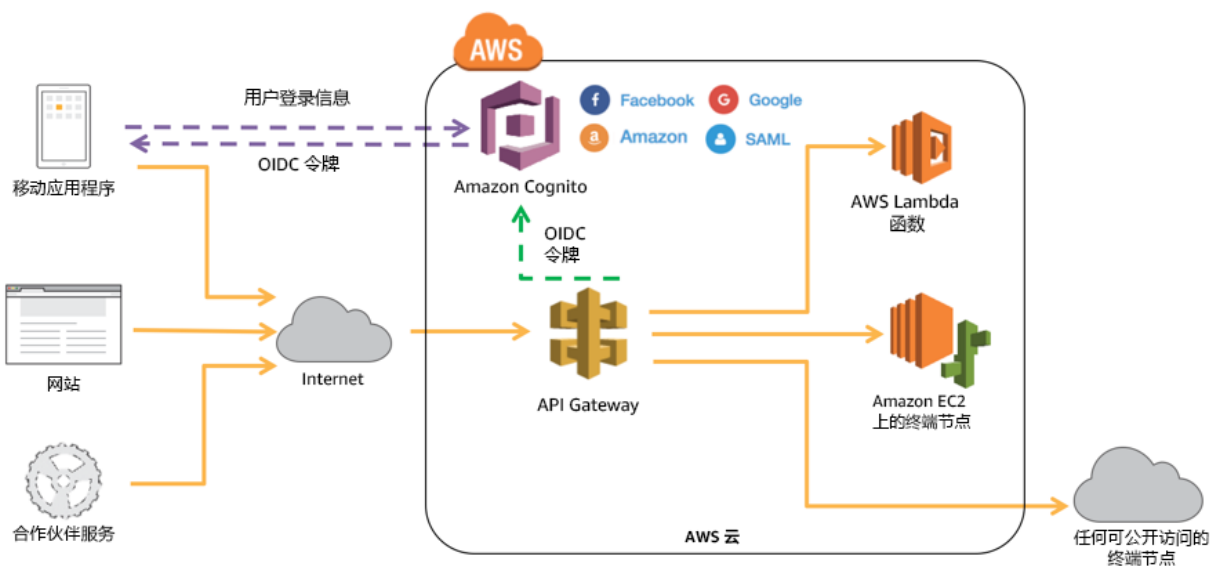 AWS
用户登录信息
OIDC 令牌
移动应用程序
f Facebook
G Google
a Amazon
SAML
Amazon Cognito
OIDC
令牌
AWS Lambda
函数
网站
Internet
API Gateway
Amazon EC2
上的终端节点
合作伙伴服务
AWS 云
任何可公开访问的
终端节点